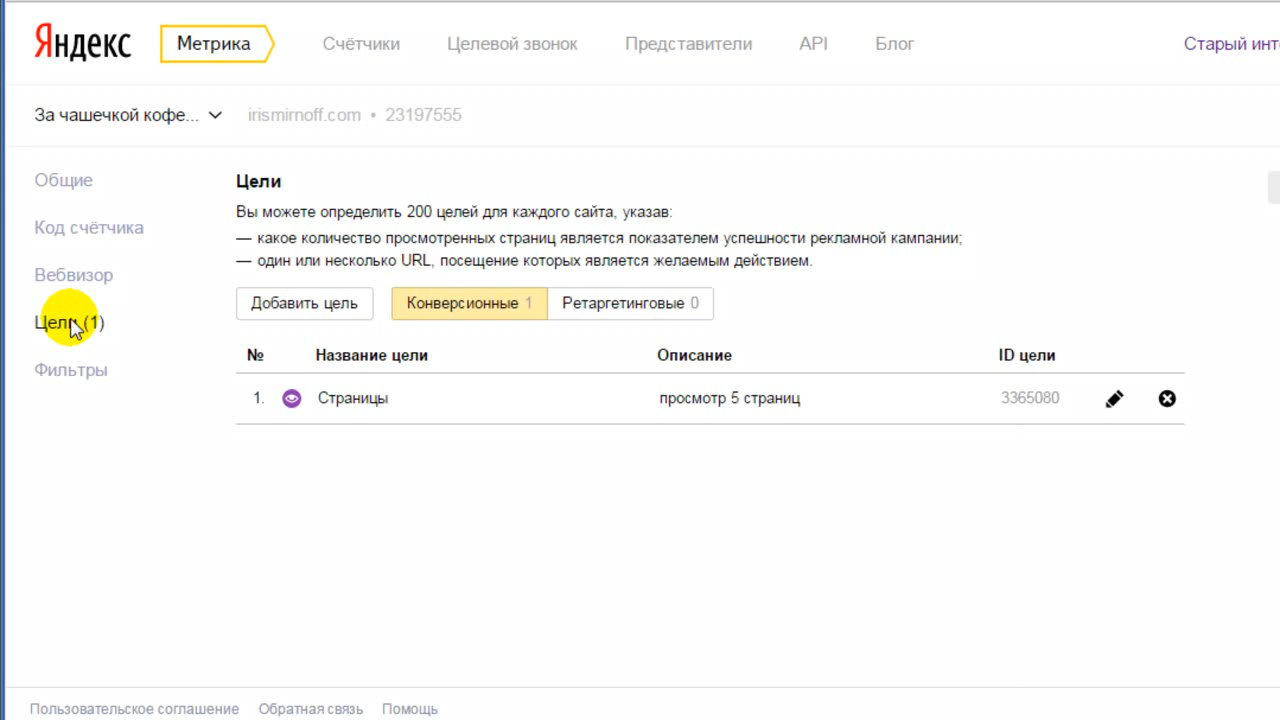 Яндекс Метрика Счётчики Целевой звонок Представители API Блог Старый инт
За чашечкой кофе... irismirnoff.com • 23197555
Общие
Код счётчика
Вебвизор
Цели (1)
Фильтры
Цели
Вы можете определить 200 целей для каждого сайта, указав:
— какое количество просмотренных страниц является показателем успешности рекламной кампании;
— один или несколько URL, посещение которых является желаемым действием.
Добавить цель Конверсионные 1 Ретаргетинговые 0
№ Название цели Описание ID цели
1. Страницы просмотр 5 страниц 3365080
Пользовательское соглашение Обратная связь Помощь